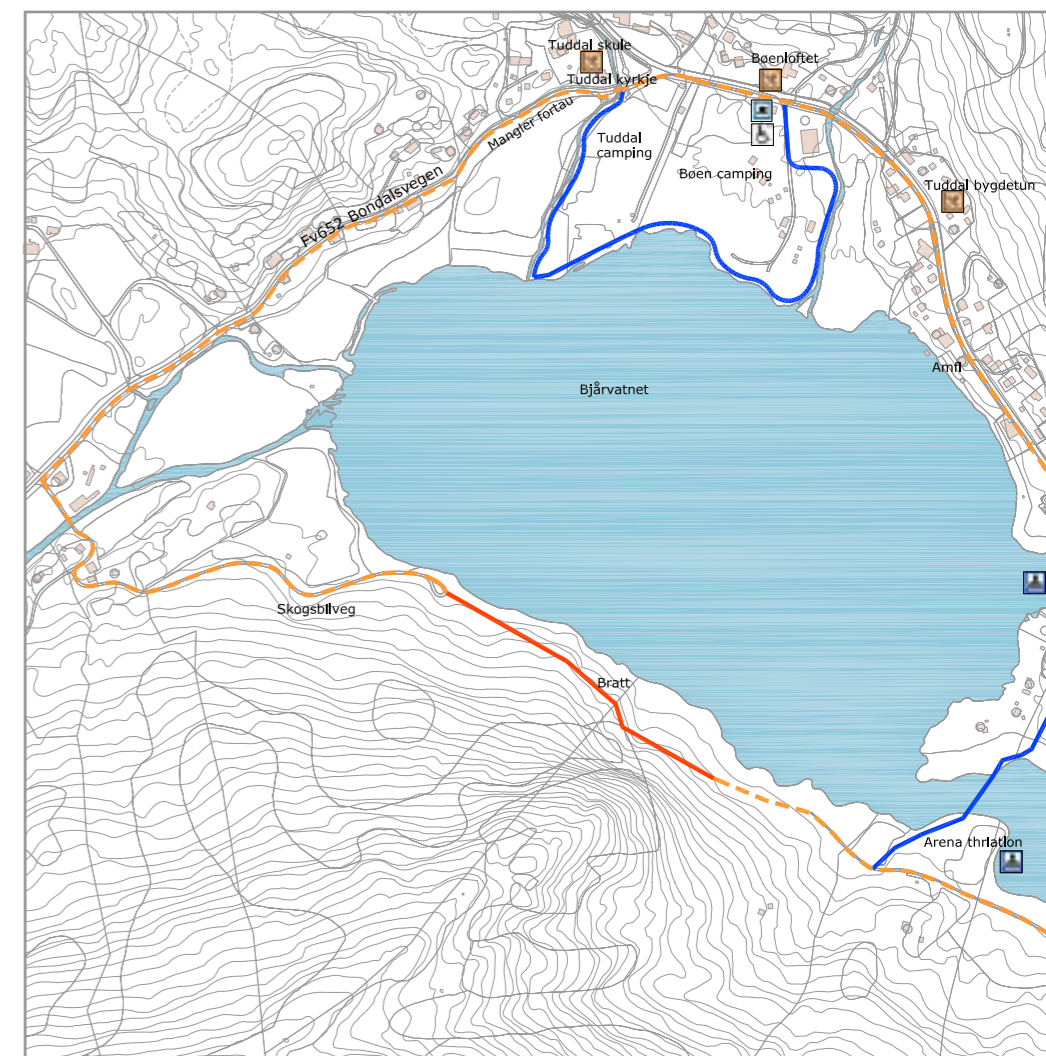 Tuddal skule
Bøenloftet
Tuddal kyrkje
Mangler fortau
Tuddal
camping
Bøen camping
Tuddal bygdetun
Fv652 Bondalsvegen
Amfi
Bjårvatnet
Skogsbilveg
Bratt
Arena thriatlon